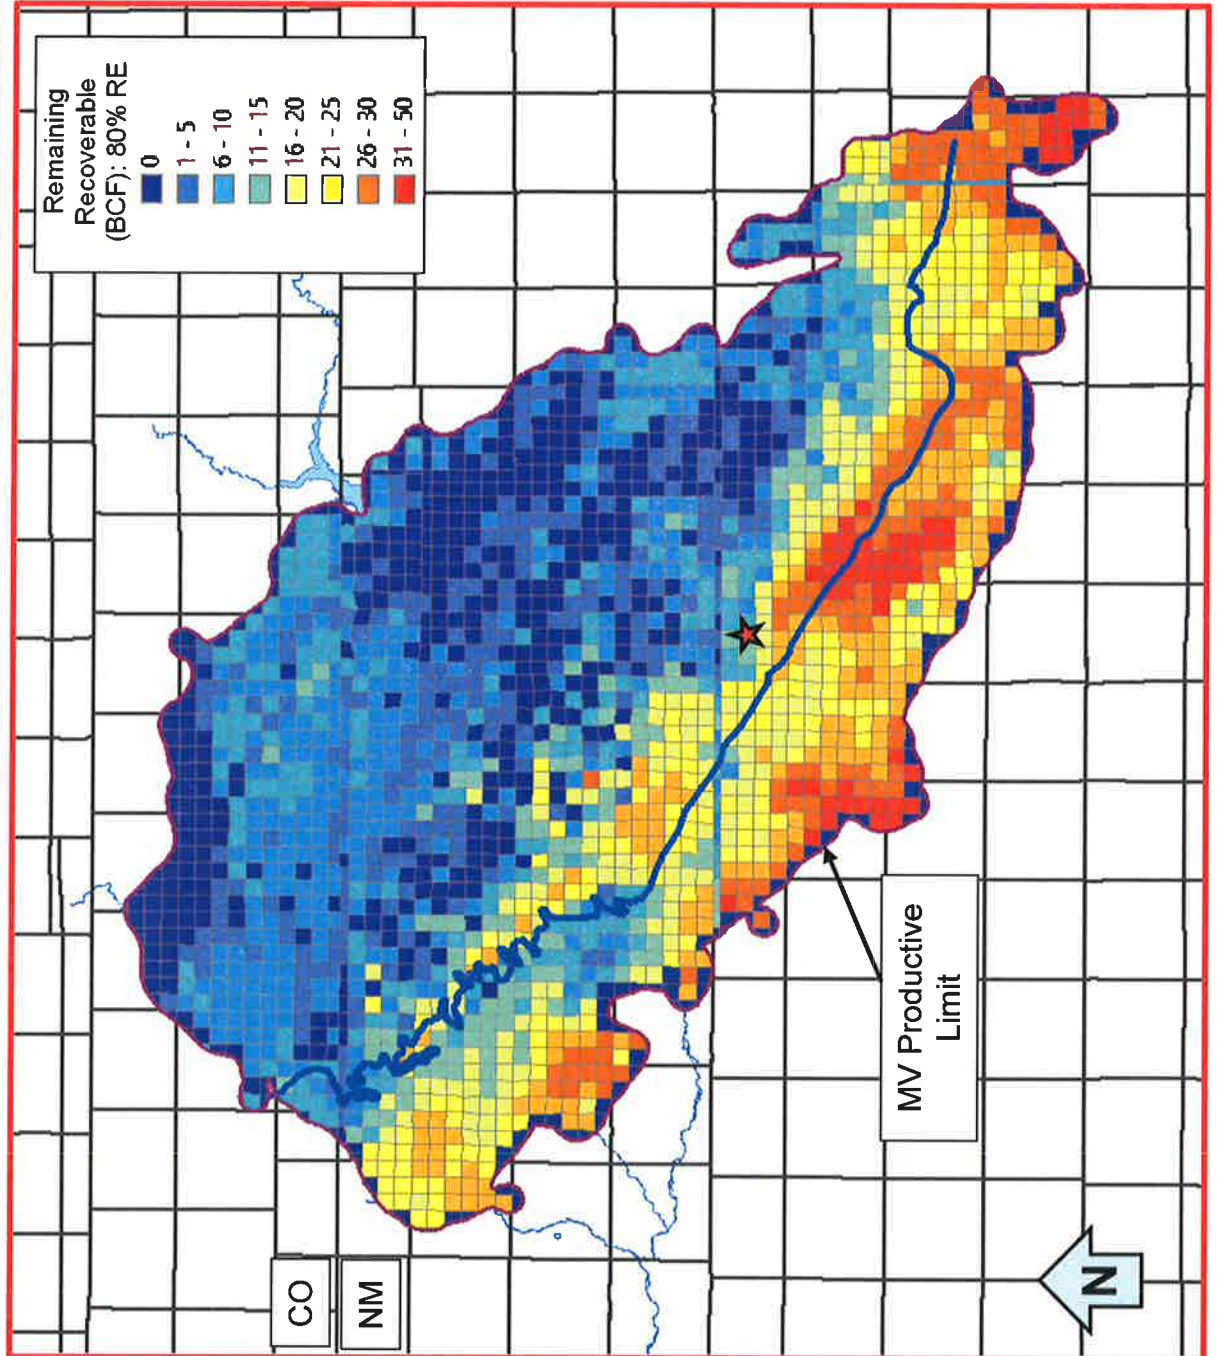 Remaining
Recoverable
(BCF): 80% RE
0
1 - 5
6 - 10
11 - 15
16 - 20
21 - 25
26 - 30
31 - 50
CO
NM
MV Productive
Limit
N